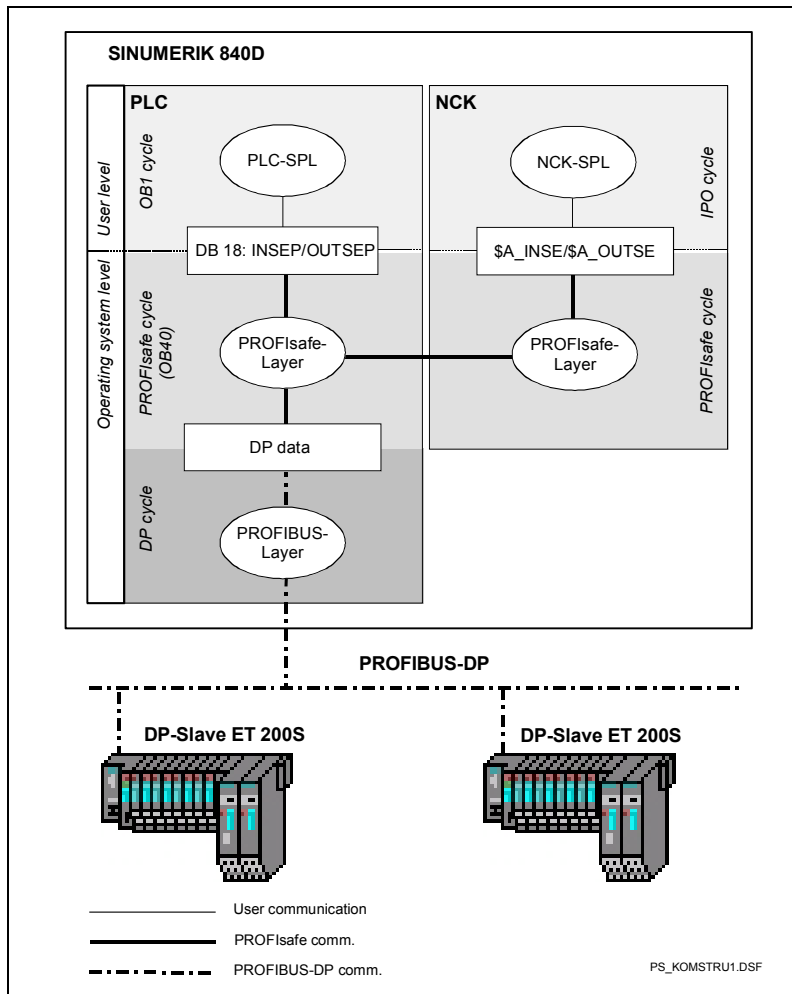 SINUMERIK 840D
PLC
NCK
User level
OB1 cycle
PLC-SPL
NCK-SPL
IPO cycle
DB 18: INSEP/OUTSEP
$A_INSE/$A_OUTSE
Operating system level
PROFIsafe cycle
(OB40)
PROFIsafe-
Layer
PROFIsafe-
Layer
PROFIsafe cycle
DP data
DP cycle
PROFIBUS-
Layer
PROFIBUS-DP
DP-Slave ET 200S
DP-Slave ET 200S
User communication
PROFIsafe comm.
PROFIBUS-DP comm.
PS_KOMSTRU1.DSF